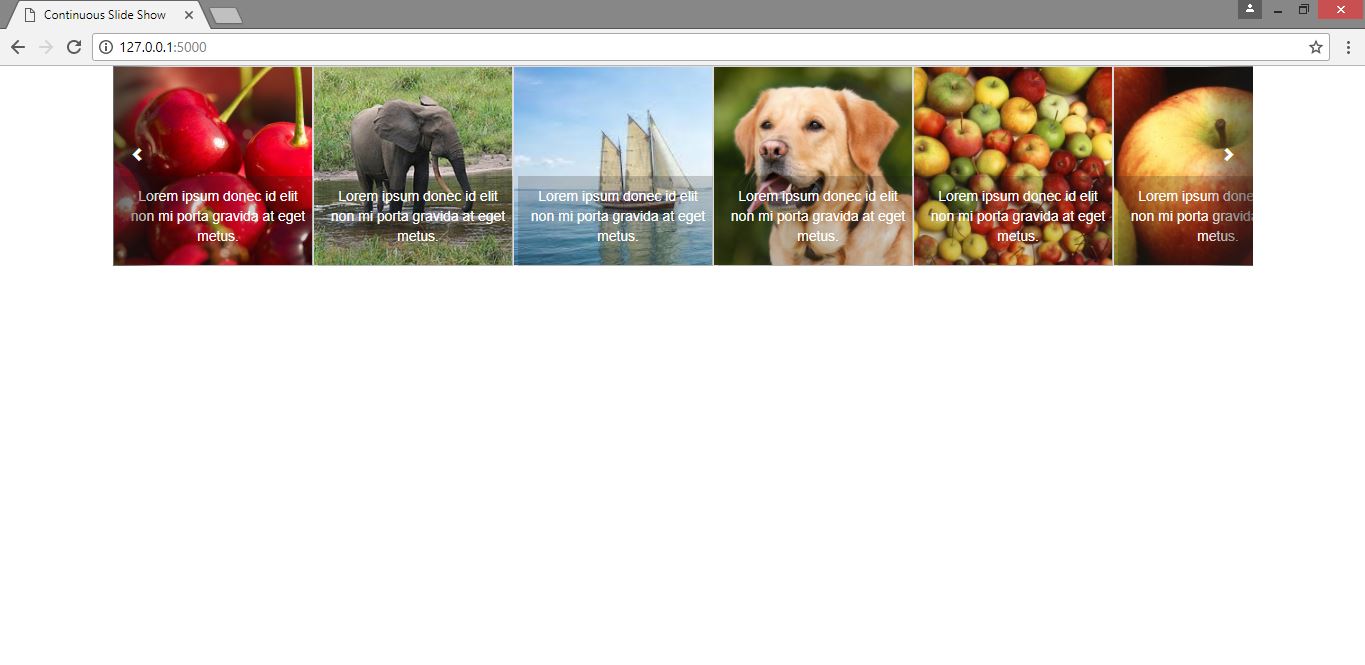 Continuous Slide Show
127.0.0.1:5000
Lorem ipsum donec id elit
non mi porta gravida at eget
metus.
Lorem ipsum donec id elit
non mi porta gravida at eget
metus.
Lorem ipsum donec id elit
non mi porta gravida at eget
metus.
Lorem ipsum donec id elit
non mi porta gravida at eget
metus.
Lorem ipsum donec id elit
non mi porta gravida at eget
metus.
Lorem ipsum done
non mi porta gravida
metus.